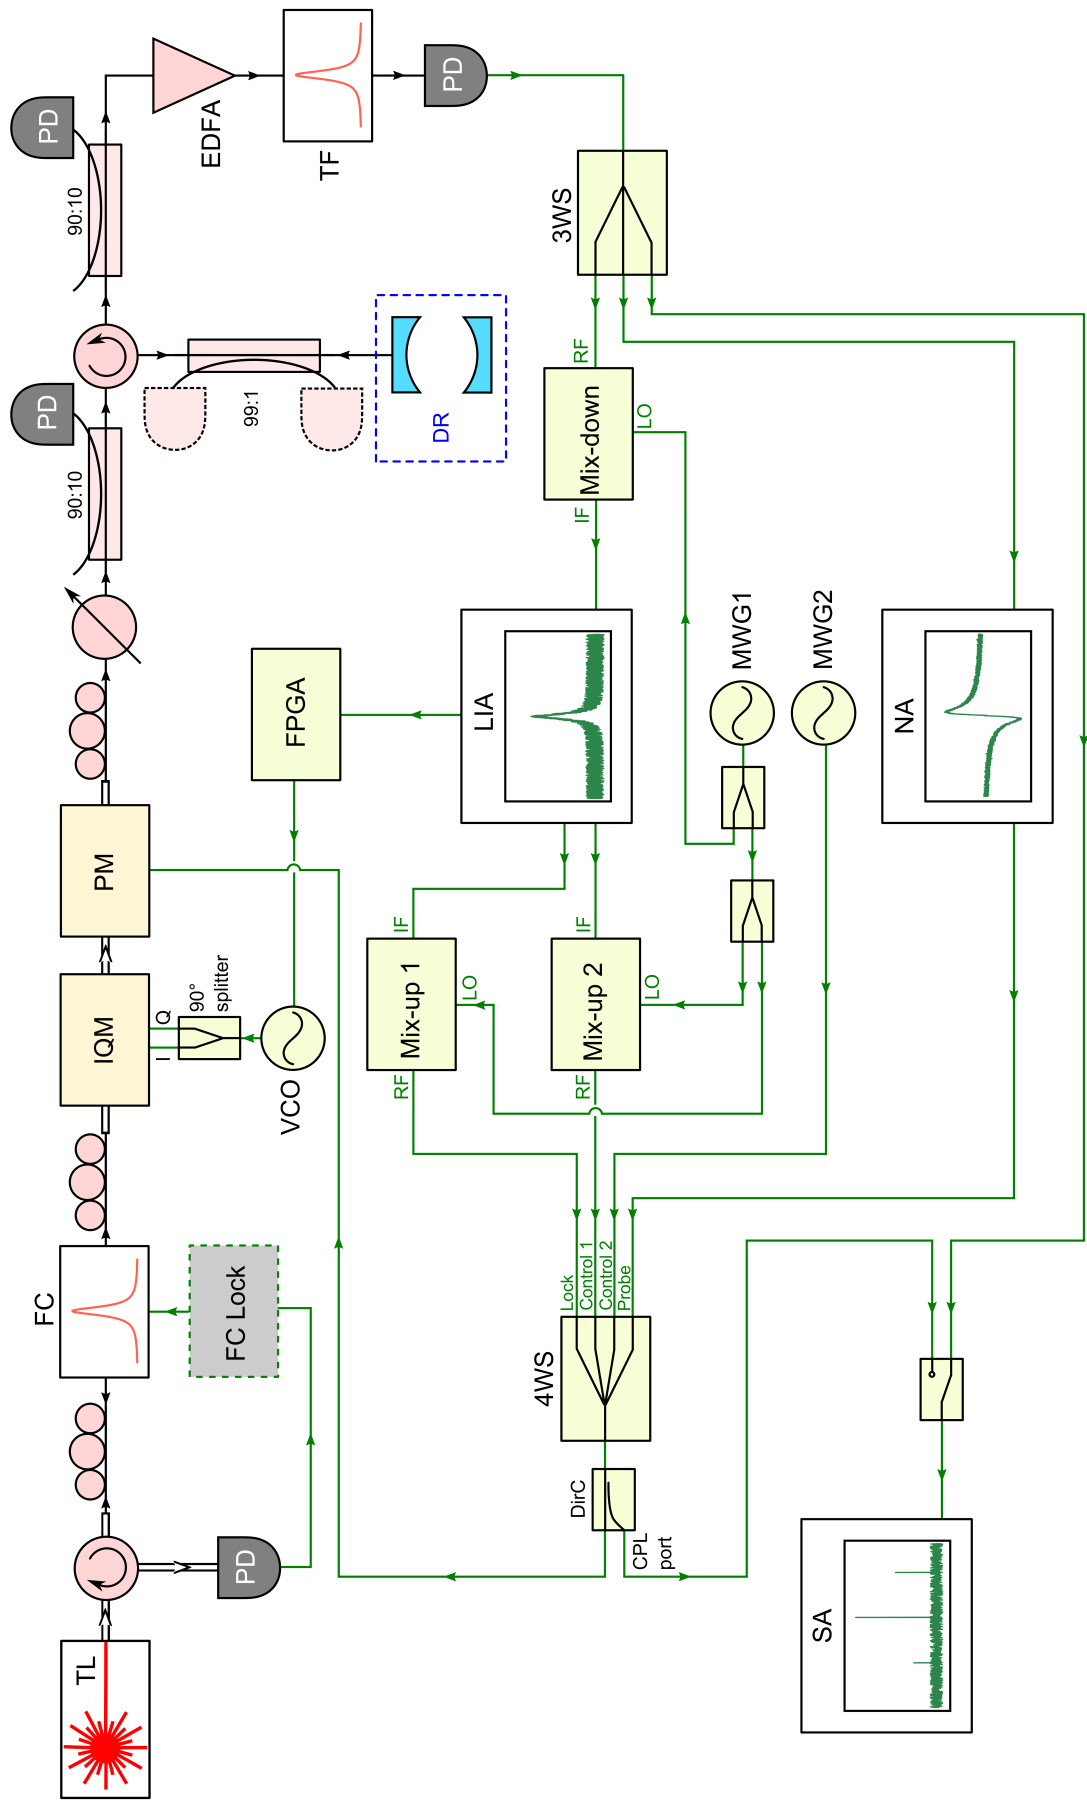 TL
PD
FC
FC Lock
IQM
I
Q
90°
splitter
VCO
PM
FPGA
90:10
PD
99:1
DR
90:10
PD
EDFA
TF
PD
3WS
RF
Mix-down
LO
IF
LIA
MWG1
MWG2
NA
IF
Mix-up 1
LO
RF
IF
Mix-up 2
LO
RF
Lock
Control 1
Control 2
Probe
4WS
DirC
CPL
port
SA